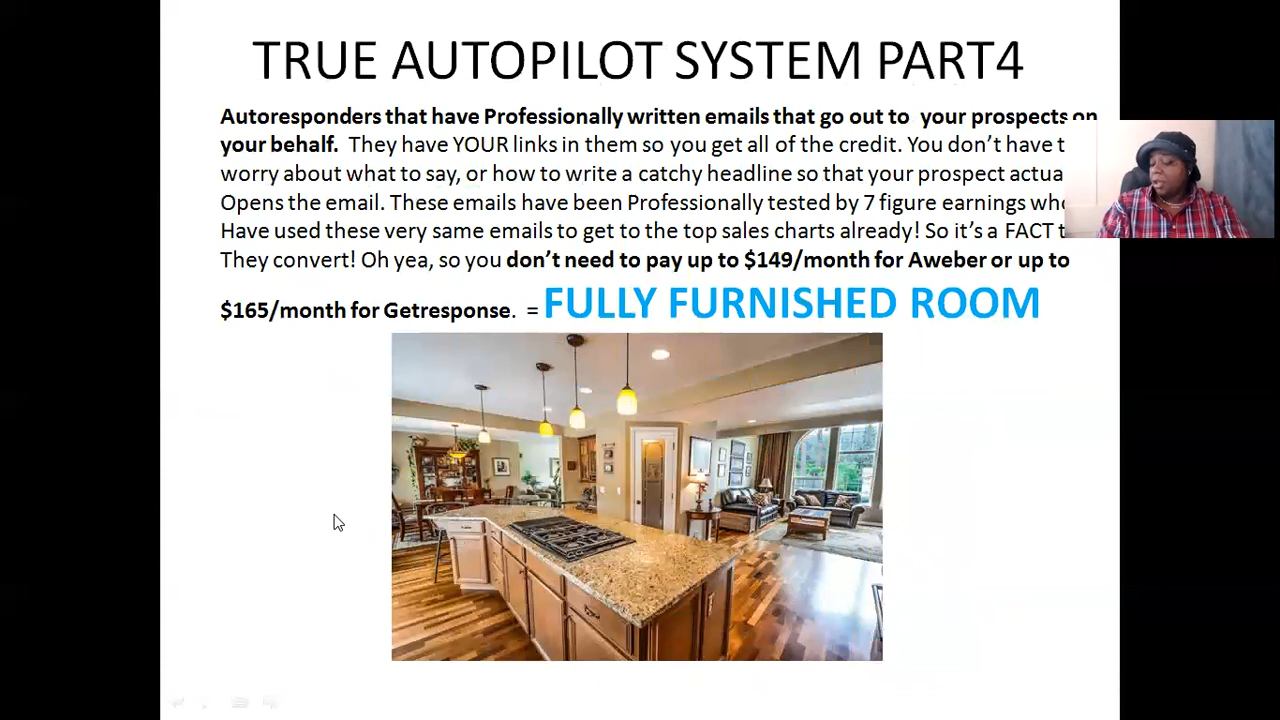 TRUE AUTOPILOT SYSTEM PART4
Autoresponders that have Professionally written emails that go out to your prospects on
your behalf. They have YOUR links in them so you get all of the credit. You don't have t
worry about what to say, or how to write a catchy headline so that your prospect actua
Opens the email. These emails have been Professionally tested by 7 figure earnings who
Have used these very same emails to get to the top sales charts already! So it's a FACT t
They convert! Oh yea, so you don't need to pay up to $149/month for Aweber or up to
$165/month for Getresponse. = FULLY FURNISHED ROOM